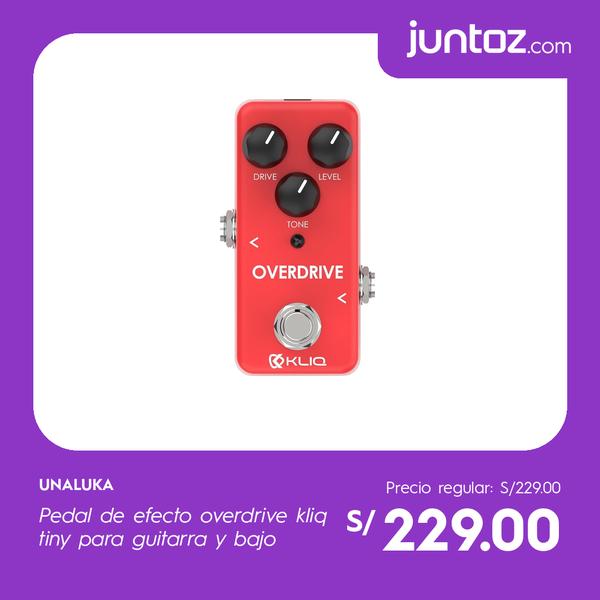 juntoz.com
DRIVE
LEVEL
TONE
<
OVERDRIVE
<
KLIQ
UNALUKA
Pedal de efecto overdrive kliq
tiny para guitarra y bajo
Precio regular: S/229.00
S/ 229.00